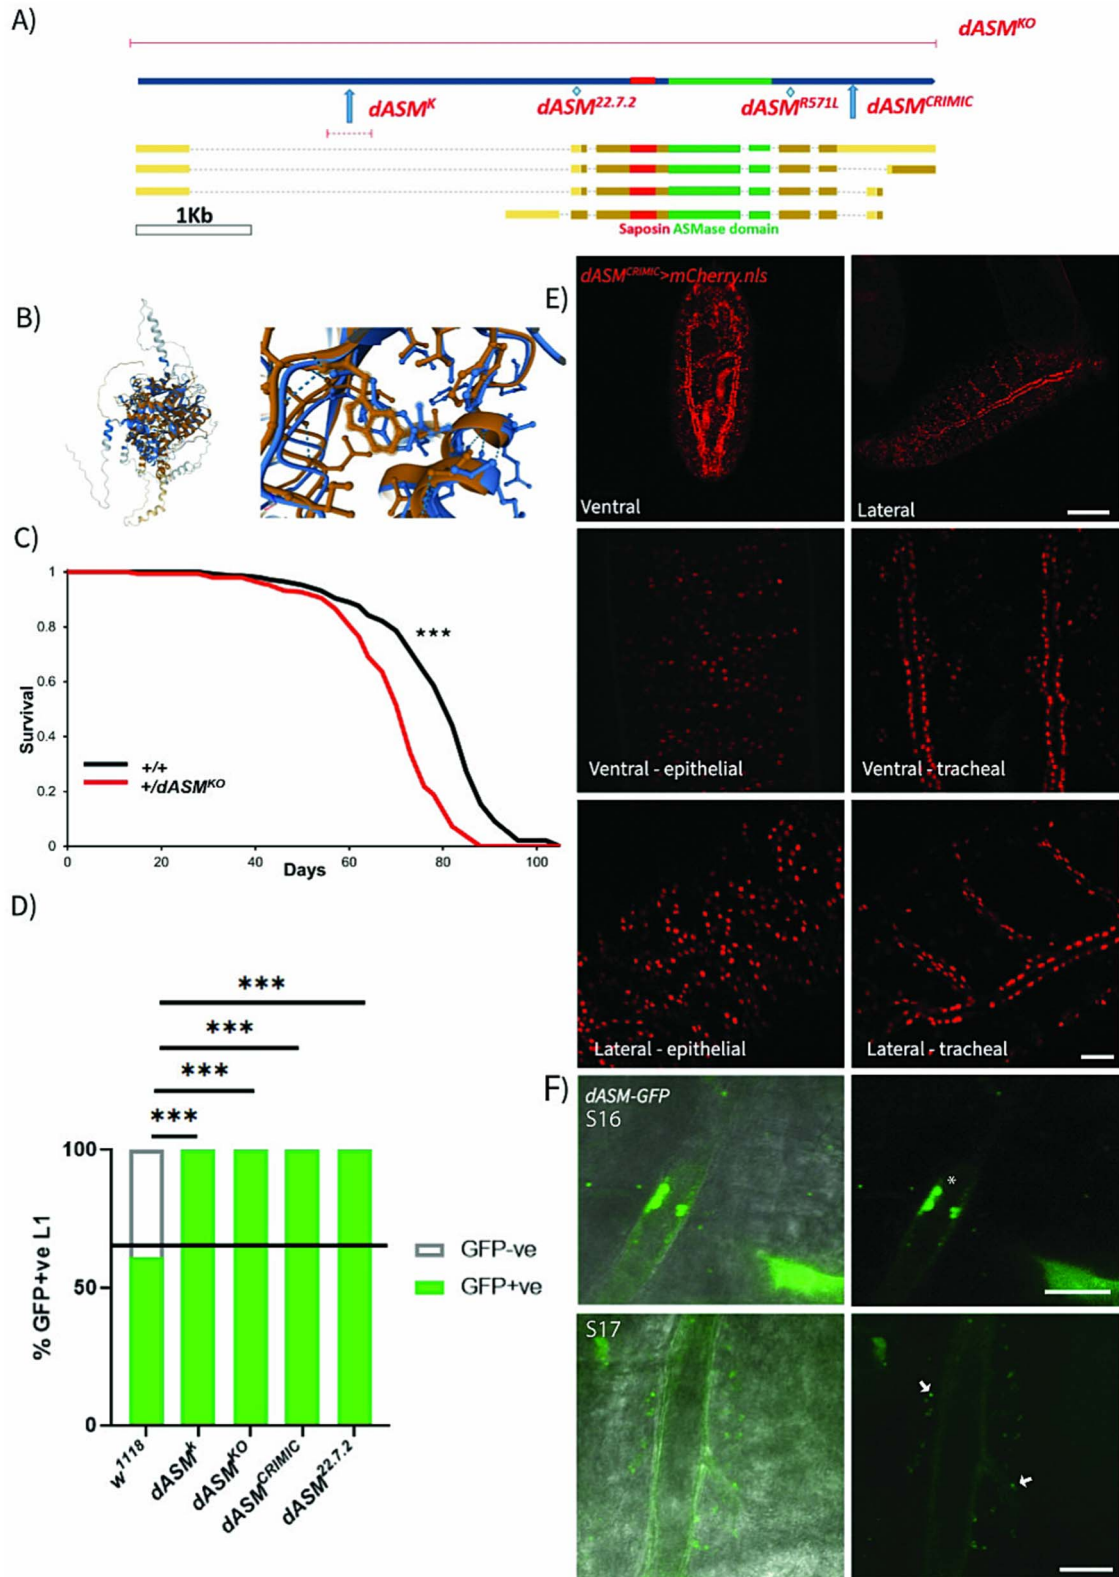 A)
dASM^KO
dASM^K
dASM^22.7.2
dASM^R571L
dASM^CRIMIC
1Kb
Saposin ASMase domain
B)
C)
1
0.8
0.6
0.4
0.2
0
Survival
***
+/+
+/dASM^KO
0 20 40 60 80 100
Days
D)
***
***
***
***
100
50
0
% GFP+ve L1
GFP-ve
GFP+ve
w^1118
dASM^k
dASM^KO
dASM^CRIMIC
dASM^22.7.2
E)
dASM^CRIMIC>mCherry.nls
Ventral
Lateral
Ventral - epithelial
Ventral - tracheal
Lateral - epithelial
Lateral - tracheal
F)
dASM-GFP
S16
*
S17